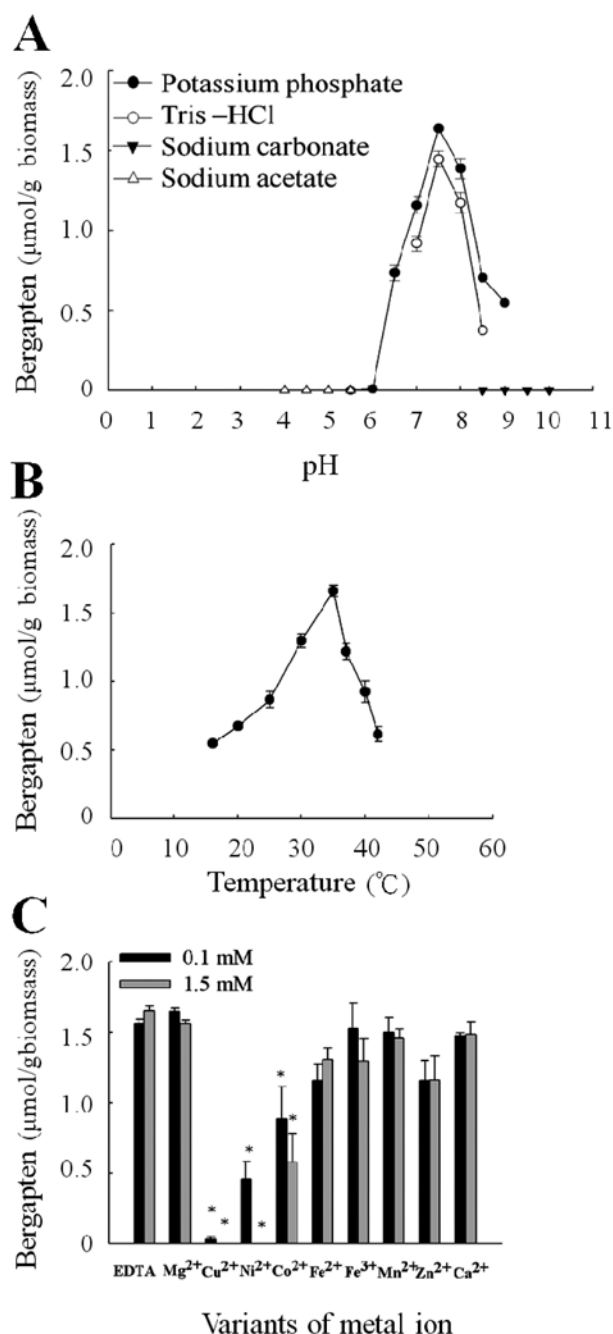 A
Bergapten (μmol/g biomass)
2.0
1.5
1.0
0.5
0
Potassium phosphate
Tris –HCl
Sodium carbonate
Sodium acetate
0 1 2 3 4 5 6 7 8 9 10 11
pH
B
Bergapten (μmol/g biomass)
2.0
1.5
1.0
0.5
0
0 10 20 30 40 50 60
Temperature (℃)
C
Bergapten (μmol/gbiomsass)
2.0
1.5
1.0
0.5
0
0.1 mM
1.5 mM
* * * * *
EDTA Mg²⁺ Cu²⁺ Ni²⁺ Co²⁺ Fe²⁺ Fe³⁺ Mn²⁺ Zn²⁺ Ca²⁺
Variants of metal ion